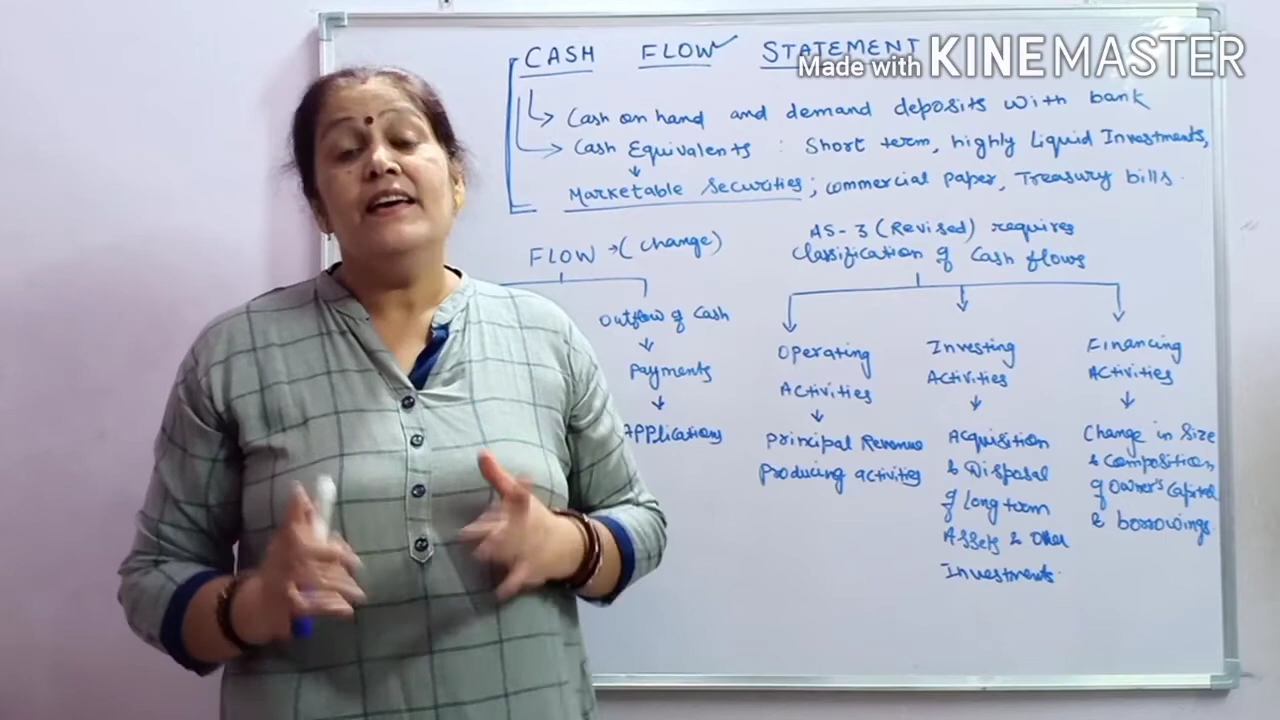 CASH FLOW STATEMENT
Made with KINEMASTER
Cash on hand and demand deposits with bank
Cash Equivalents : Short term, highly Liquid Investments,
Marketable Securities; Commercial paper, Treasury bills.
FLOW → (Change)
Outflow of Cash
Payments
Applications
AS-3 (Revised) requires
Classification of Cash flows
Operating
Activities
Principal Revenue
Producing activities
Investing
Activities
Acquisition
& Disposal
of long term
Assets & Other
Investments.
Financing
Activities
Change in Size
& Composition
of Owner's Capital
& borrowings.